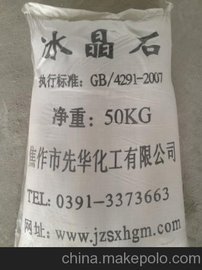 冰晶石
执行标准：GB/4291-2007
净重：50KG
焦作市先华化工有限公司
TEL：0391-3373663
网址：www.jzsxhgm.com
china.makepolo.com